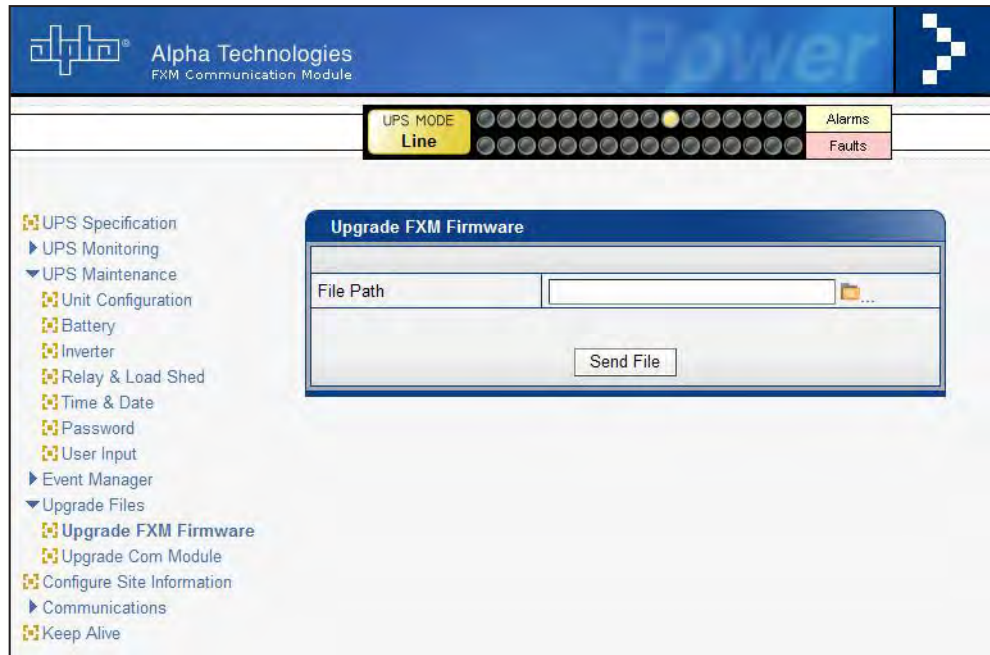 alpha®
Alpha Technologies
FXM Communication Module
Power
UPS MODE
Line
Alarms
Faults
UPS Specification
UPS Monitoring
UPS Maintenance
Unit Configuration
Battery
Inverter
Relay & Load Shed
Time & Date
Password
User Input
Event Manager
Upgrade Files
Upgrade FXM Firmware
Upgrade Com Module
Configure Site Information
Communications
Keep Alive
Upgrade FXM Firmware
File Path
...
Send File